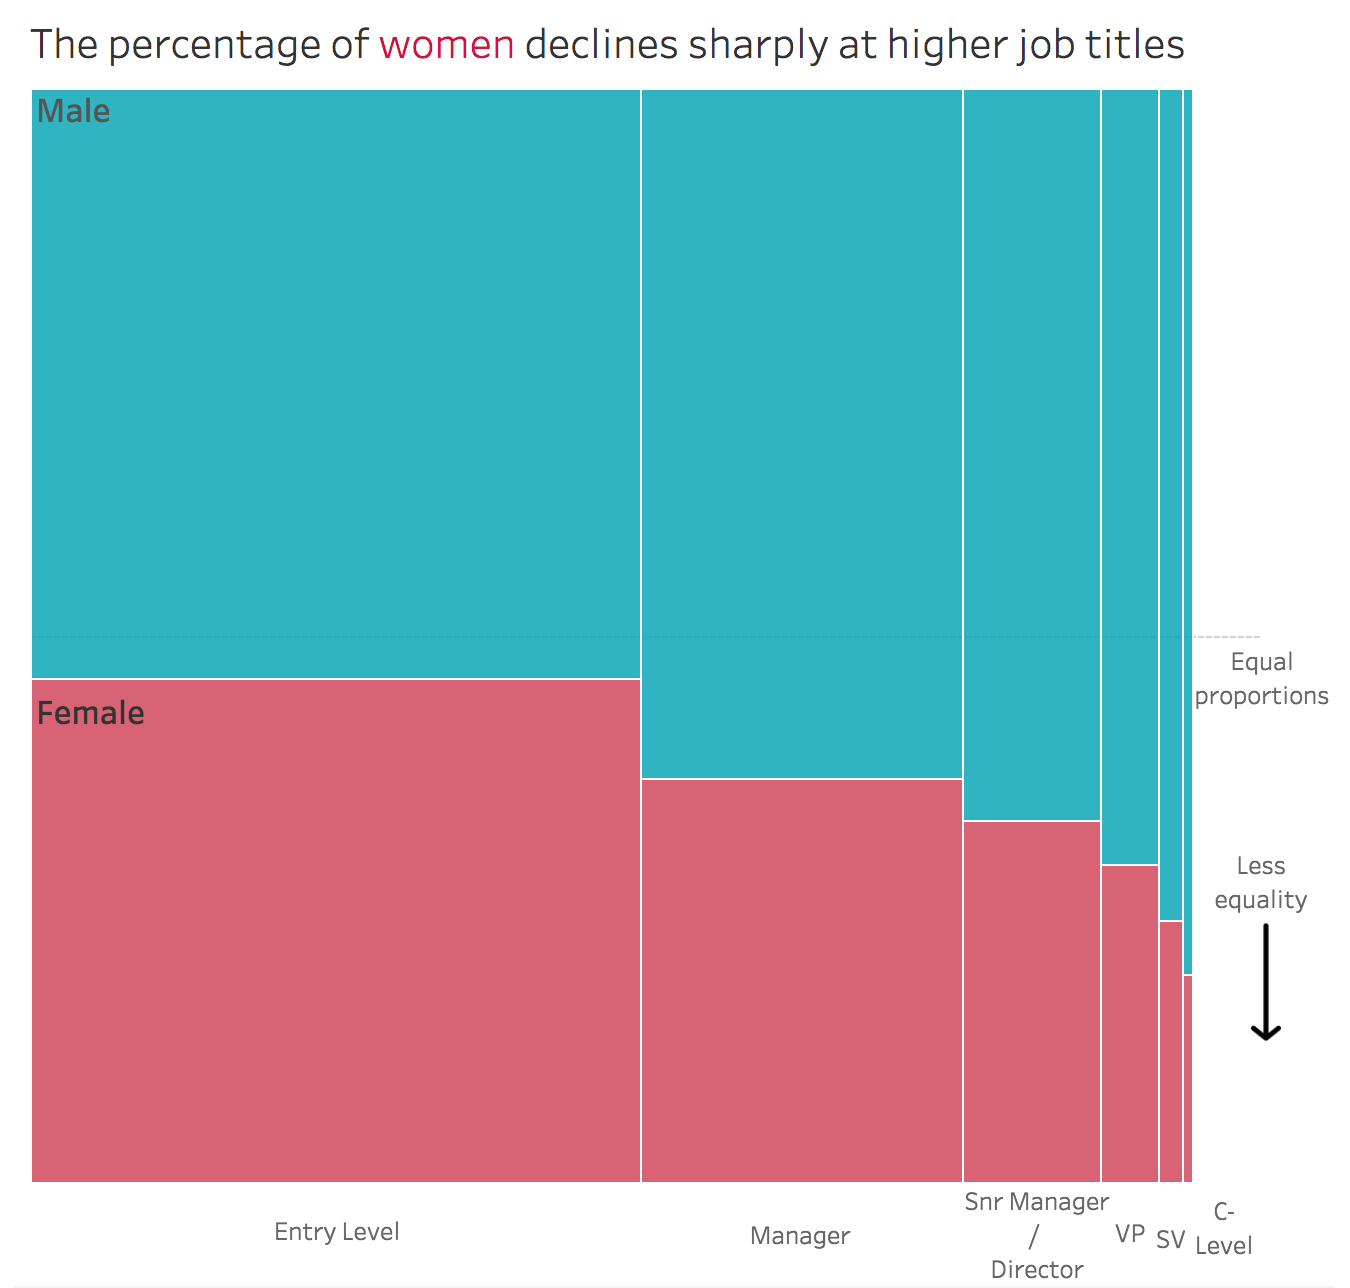 The percentage of women declines sharply at higher job titles
Male
Equal
proportions
Female
Less
equality
Entry Level
Manager
Snr Manager
/
Director
VP
SV
C-
Level